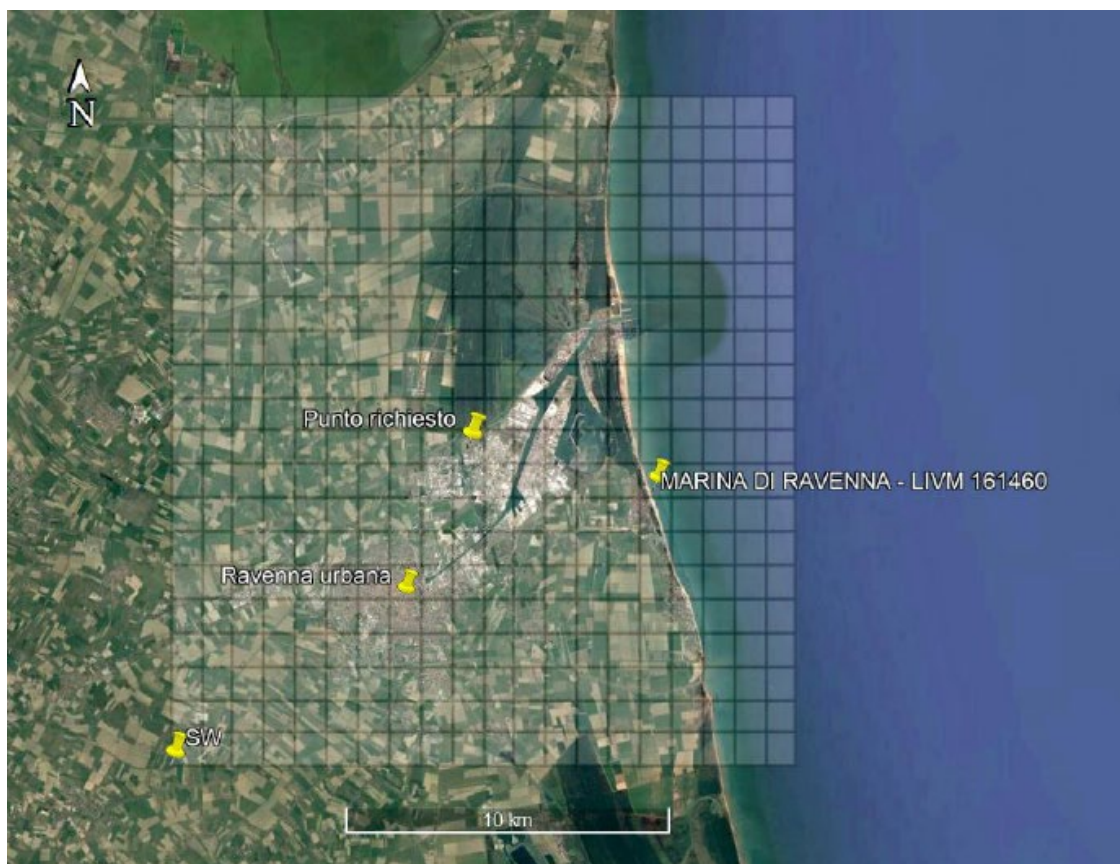 N
Punto richiesto
MARINA DI RAVENNA - LIVM 161460
Ravenna urbana
SW
10 km